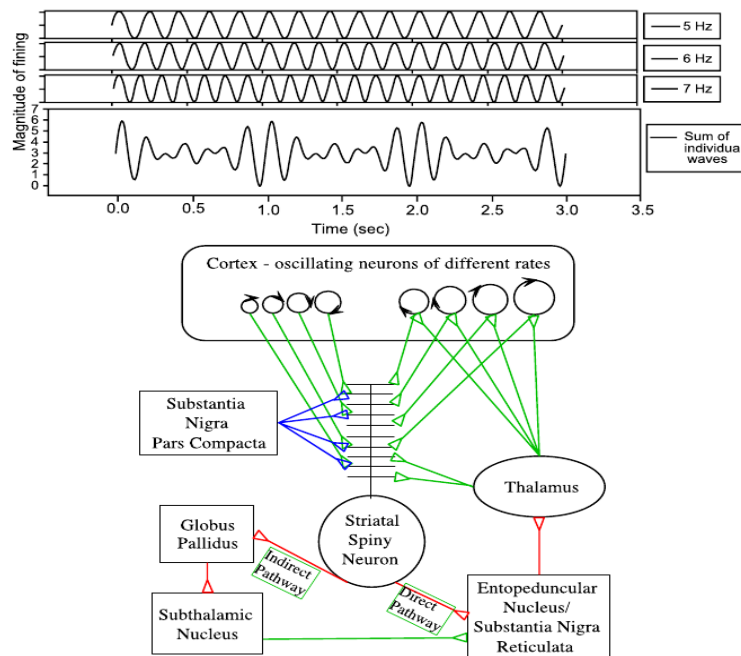 5 Hz
6 Hz
7 Hz
Magnitude of fining
7
6
5
4
3
2
1
0
Sum of
individual
waves
0.0 0.5 1.0 1.5 2.0 2.5 3.0 3.5
Time (sec)
Cortex - oscillating neurons of different rates
Substantia
Nigra
Pars Compacta
Thalamus
Striatal
Spiny
Neuron
Globus
Pallidus
Indirect
Pathway
Direct
Pathway
Subthalamic
Nucleus
Entopeduncular
Nucleus/
Substantia Nigra
Reticulata